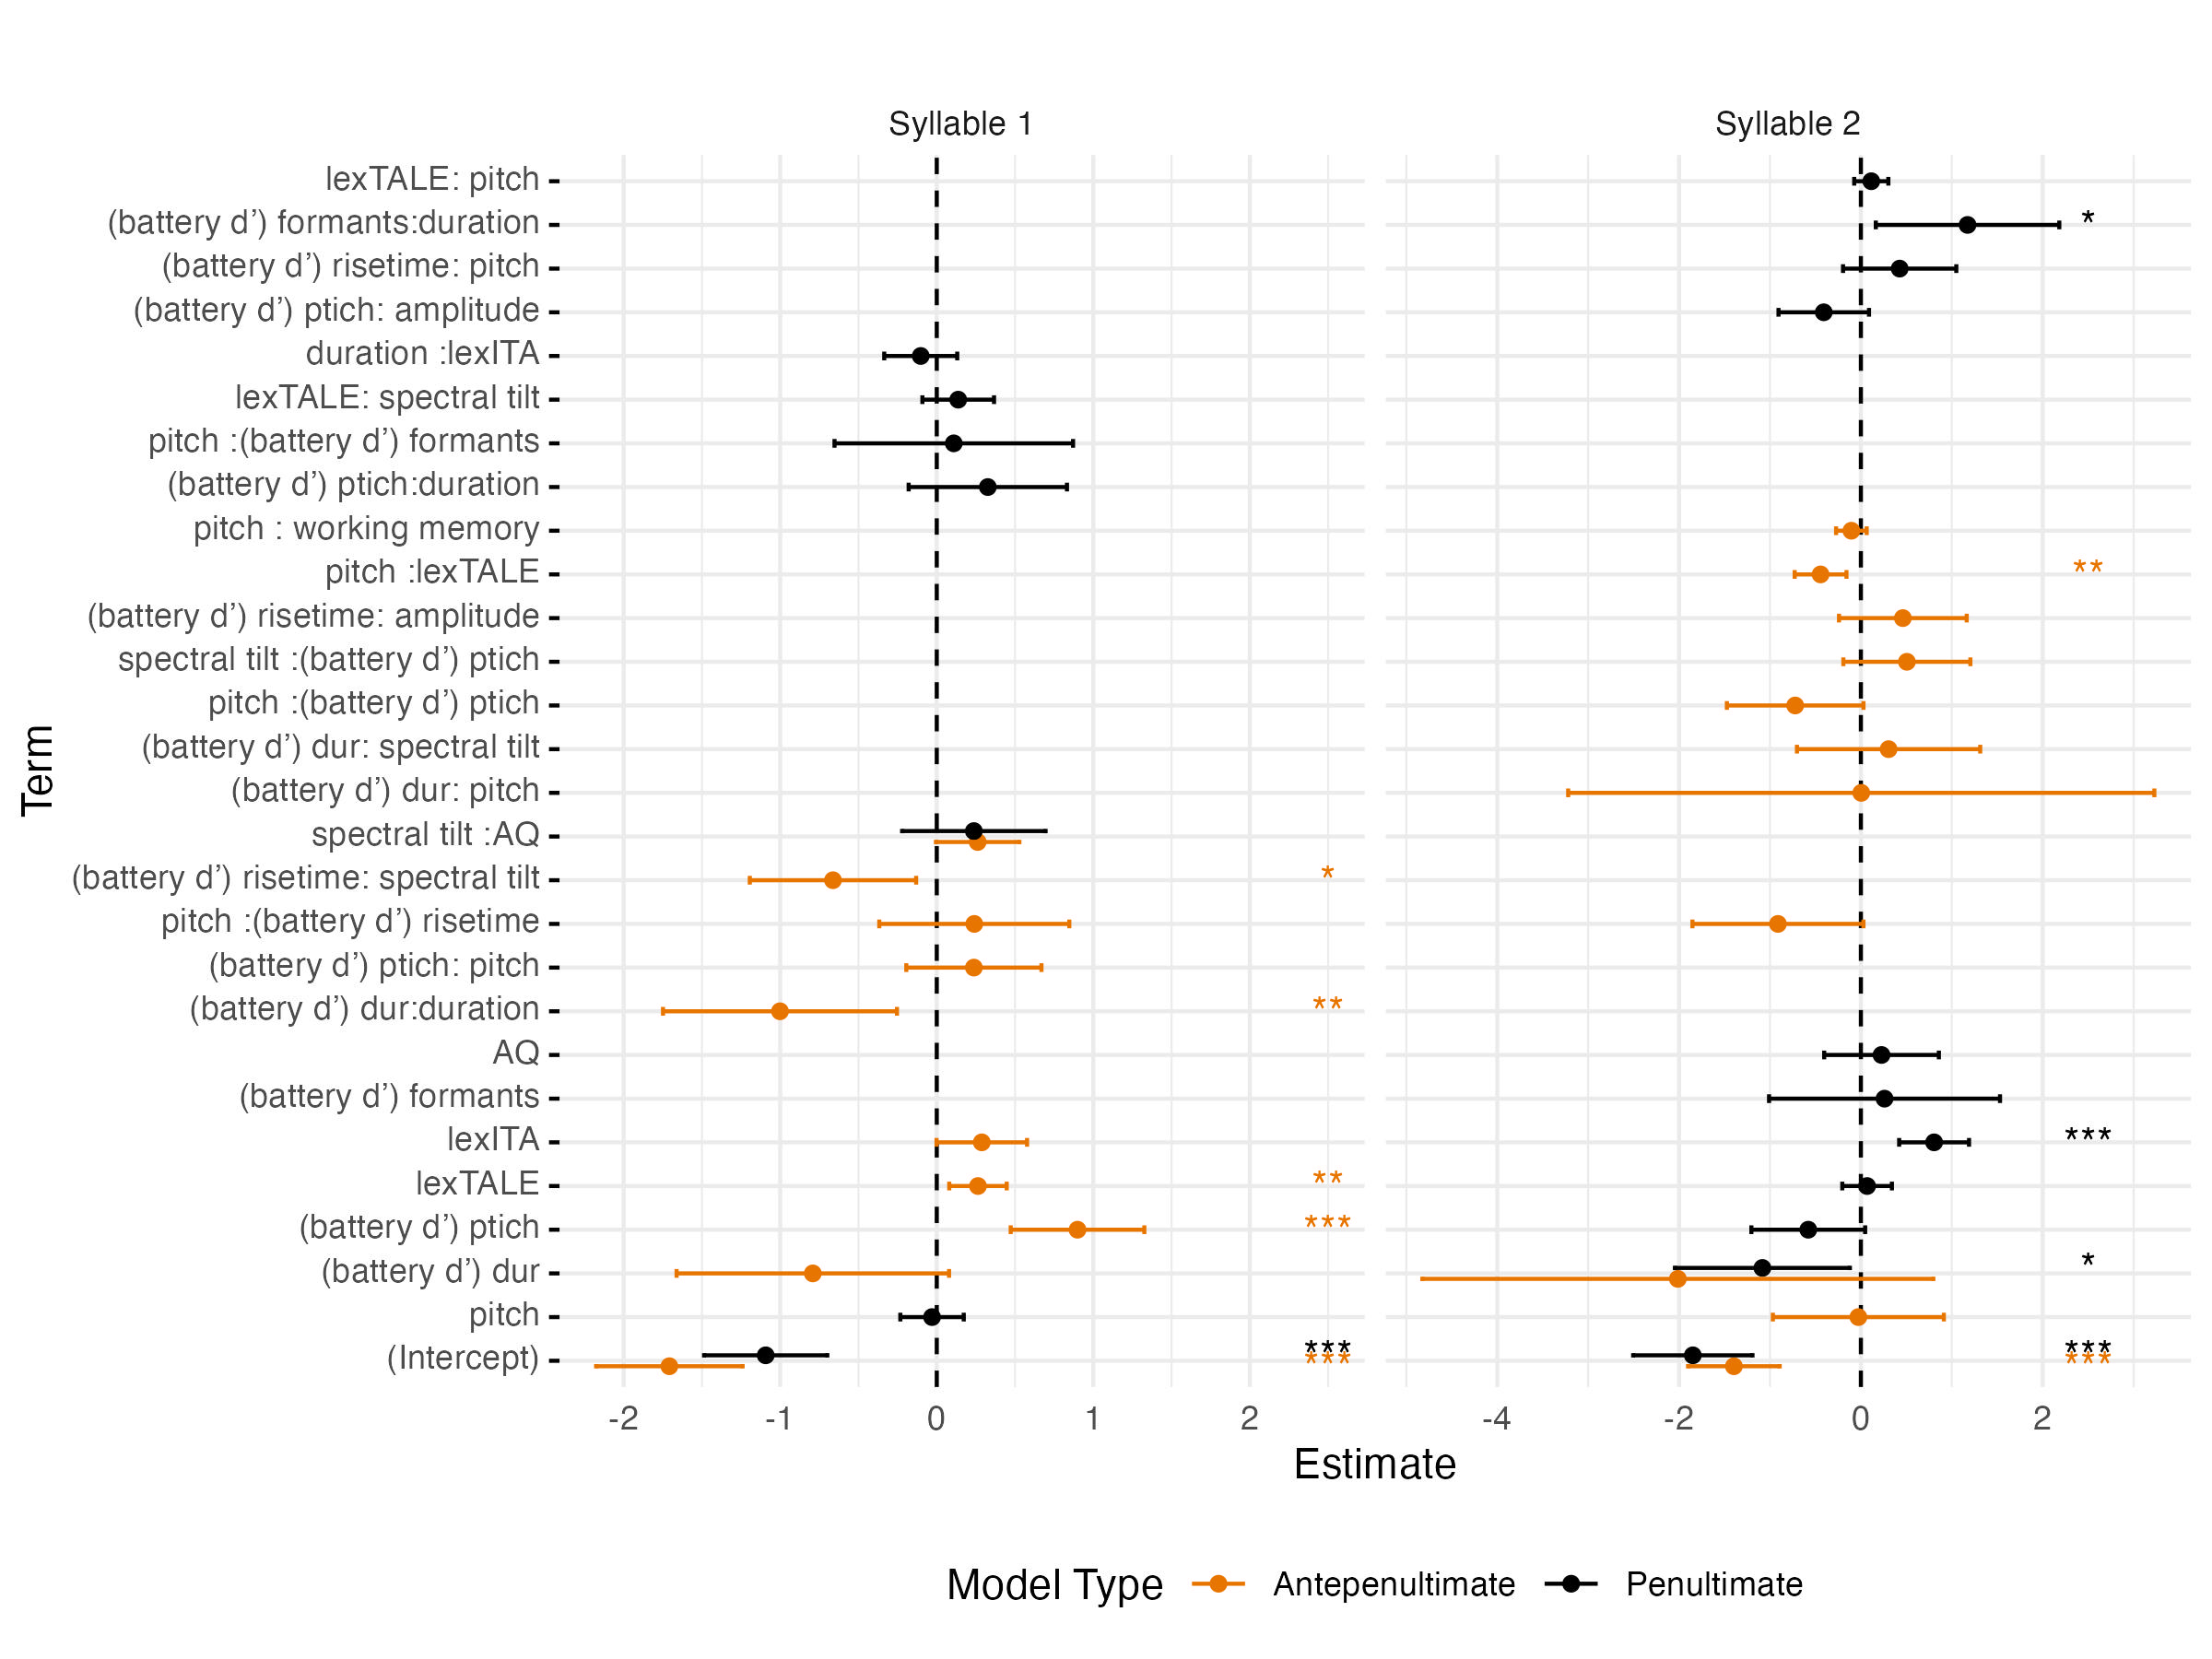 Syllable 1
Syllable 2
lexTALE: pitch
(battery d’) formants:duration
*
(battery d’) risetime: pitch
(battery d’) ptich: amplitude
duration :lexITA
lexTALE: spectral tilt
pitch :(battery d’) formants
(battery d’) ptich:duration
pitch : working memory
pitch :lexTALE
**
(battery d’) risetime: amplitude
spectral tilt :(battery d’) ptich
pitch :(battery d’) ptich
(battery d’) dur: spectral tilt
(battery d’) dur: pitch
spectral tilt :AQ
(battery d’) risetime: spectral tilt
*
pitch :(battery d’) risetime
(battery d’) ptich: pitch
(battery d’) dur:duration
**
AQ
(battery d’) formants
lexITA
***
lexTALE
**
(battery d’) ptich
***
(battery d’) dur
*
pitch
(Intercept)
***
***
***
***
Term
-2 -1 0 1 2
-4 -2 0 2
Estimate
Model Type Antepenultimate Penultimate